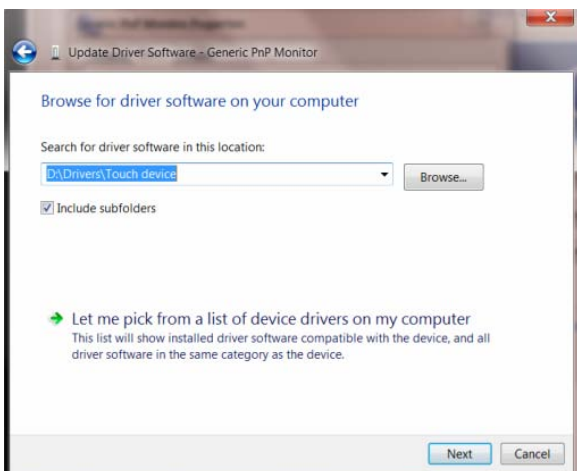 Update Driver Software - Generic PnP Monitor
Browse for driver software on your computer
Search for driver software in this location:
D:\Drivers\Touch device
Browse...
Include subfolders
Let me pick from a list of device drivers on my computer
This list will show installed driver software compatible with the device, and all
driver software in the same category as the device.
Next
Cancel